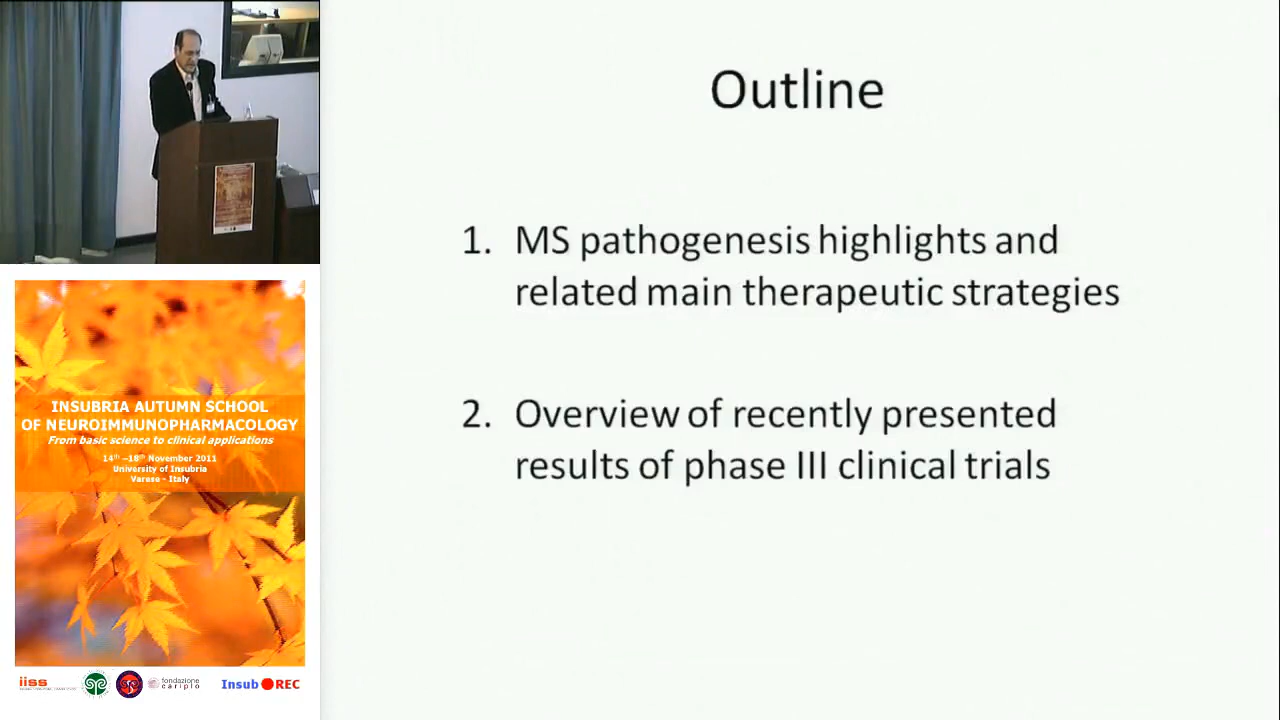 Outline
1. MS pathogenesis highlights and
related main therapeutic strategies
2. Overview of recently presented
results of phase III clinical trials
INSUBRIA AUTUMN SCHOOL
OF NEUROIMMUNOPHARMACOLOGY
From basic science to clinical applications
14th –18th November 2011
University of Insubria
Varese - Italy
iiss
fondazione
cariplo
Insub REC